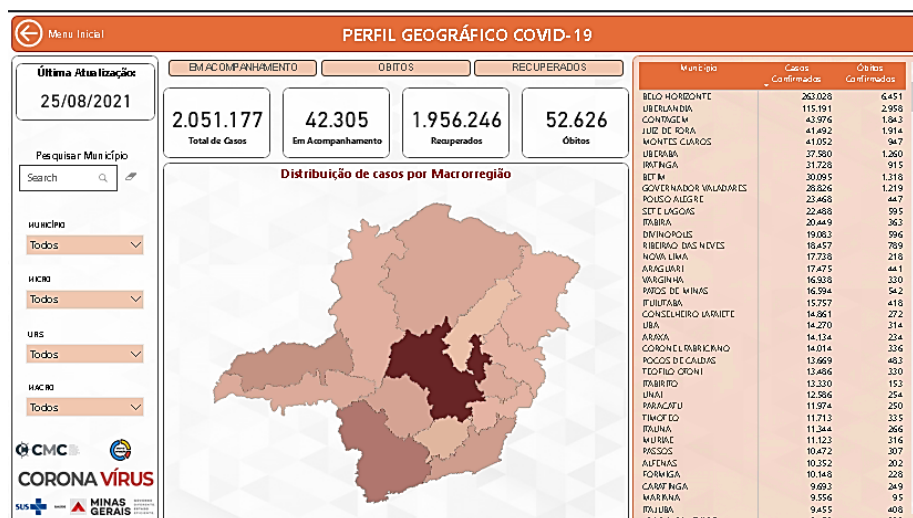 Menu Inicial
PERFIL GEOGRÁFICO COVID-19
Última Atualização:
25/08/2021
EM ACOMPANHAMENTO
OBITOS
RECUPERADOS
2.051.177
Total de Casos
42.305
Em Acompanhamento
1.956.246
Recuperados
52.626
Óbitos
Pesquisar Município
Search
MUNICÍPIO
Todos
MICRO
Todos
URS
Todos
MACRO
Todos
CMC
CORONA VÍRUS
SUS
MINAS GERAIS
Distribuição de casos por Macrorregião
Município Casos Confirmados Óbitos Confirmados
BELO HORIZONTE 263.028 6.451
UBERLANDIA 115.191 2.958
CONTAGEM 43.976 1.843
JUIZ DE FORA 41.492 1.914
MONTES CLAROS 41.052 947
UBERABA 37.580 1.260
IPATINGA 31.728 915
BETIM 30.095 1.318
GOVERNADOR VALADARES 28.826 1.219
POUSO ALEGRE 23.468 447
SETE LAGOAS 22.488 595
ITABIRA 20.449 363
DIVINOPOLIS 19.083 596
RIBEIRAO DAS NEVES 18.457 789
NOVA LIMA 17.738 218
ARAGUARI 17.475 441
VARGINHA 16.938 330
PATOS DE MINAS 16.594 542
ITUIUTABA 15.757 418
CONSELHEIRO LAFAIETE 14.861 272
UBA 14.270 314
ARAXA 14.134 234
CORONEL FABRICIANO 14.014 336
POCOS DE CALDAS 13.669 483
TEOFILO OTONI 13.486 330
ITABIRITO 13.330 153
UNAI 12.586 254
PARACATU 11.974 250
TIMOTEO 11.713 335
ITAUNA 11.344 266
MURIAE 11.123 316
PASSOS 10.472 307
ALFENAS 10.352 202
FORMIGA 10.148 228
CARATINGA 9.693 249
MARIANA 9.556 95
ITAJUBA 9.455 408